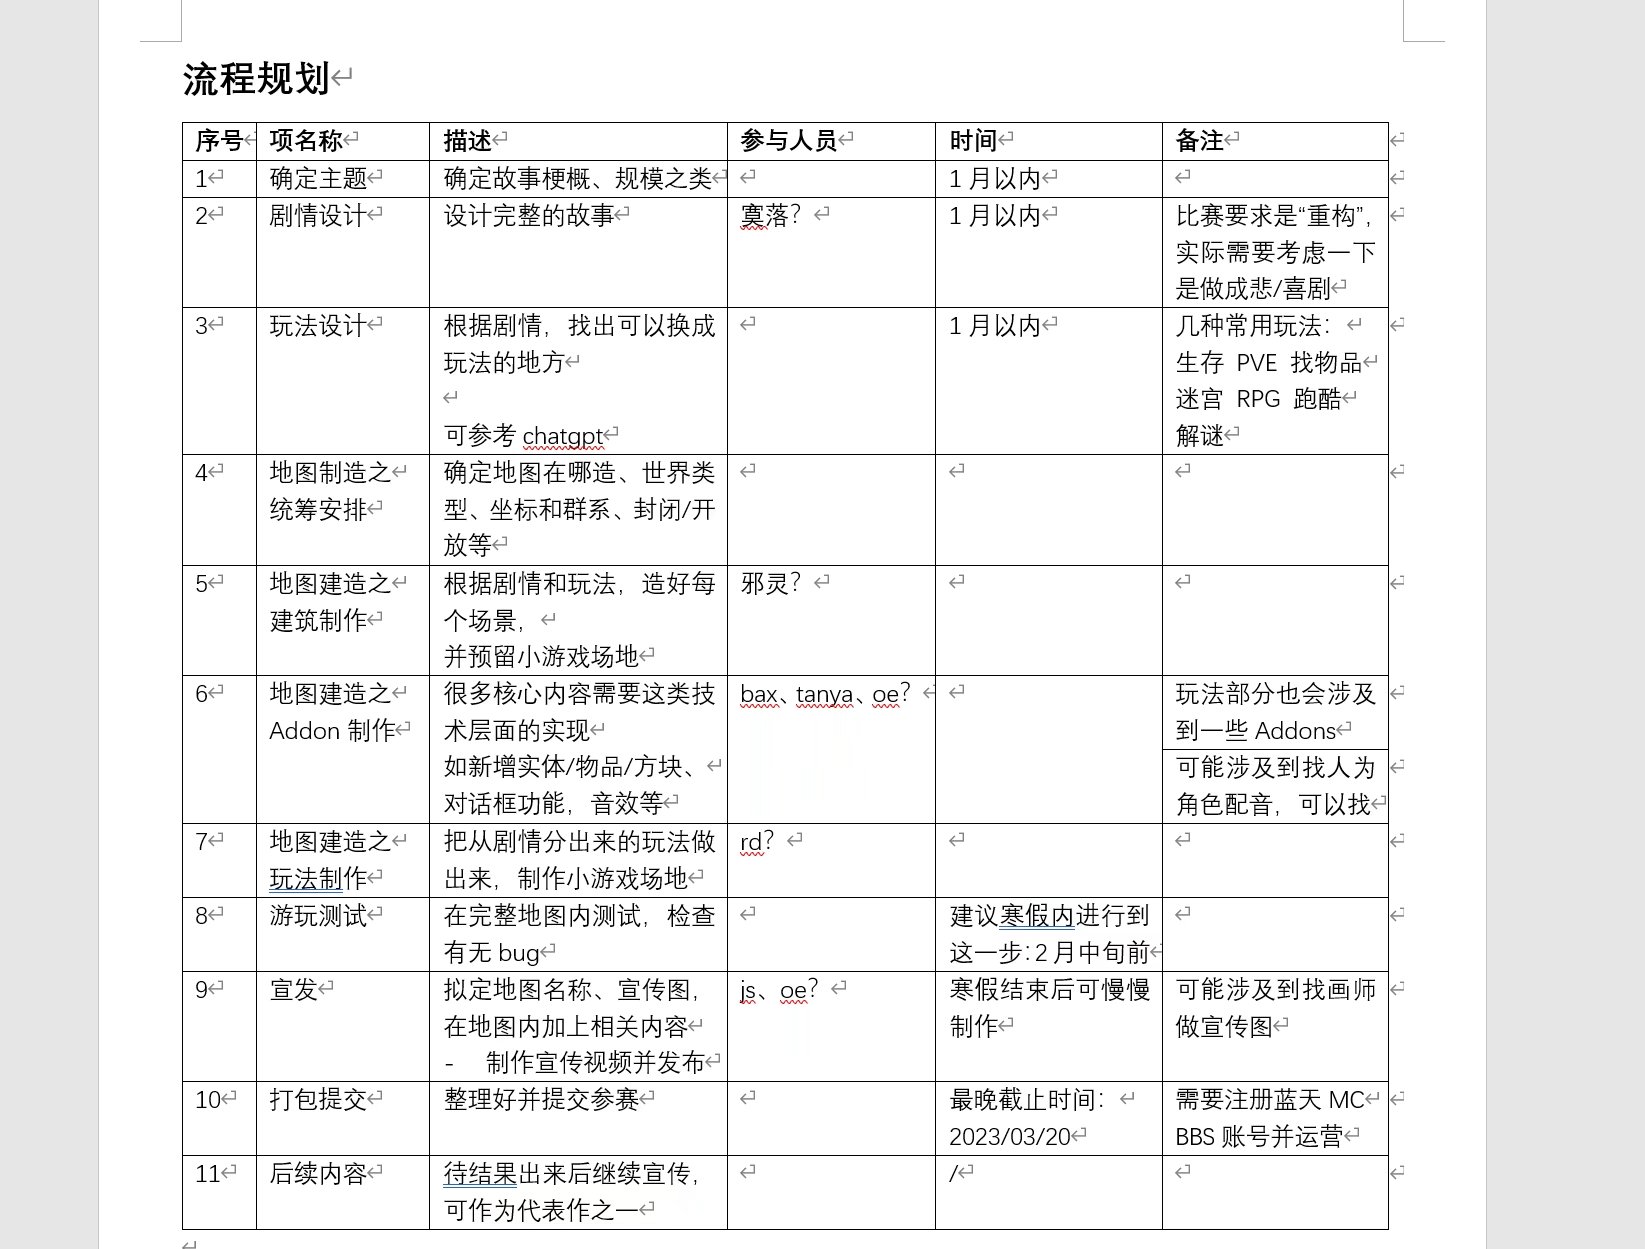 流程规划
序号 项名称 描述 参与人员 时间 备注
1 确定主题 确定故事梗概、规模之类 1月以内
2 剧情设计 设计完整的故事 寞落？ 1月以内 比赛要求是“重构”，
实际需要考虑一下
是做成悲/喜剧
3 玩法设计 根据剧情，找出可以换成 1月以内 几种常用玩法：
玩法的地方 生存 PVE 找物品
迷宫 RPG 跑酷
可参考 chatgpt 解谜
4 地图制造之 确定地图在哪造、世界类
统筹安排 型、坐标和群系、封闭/开
放等
5 地图建造之 根据剧情和玩法，造好每 邪灵？
建筑制作 个场景，
并预留小游戏场地
6 地图建造之 很多核心内容需要这类技 bax、tanya、oe？ 玩法部分也会涉及
Addon 制作 术层面的实现 到一些 Addons
如新增实体/物品/方块、 可能涉及到找人为
对话框功能，音效等 角色配音，可以找
7 地图建造之 把从剧情分出来的玩法做 rd？
玩法制作 出来，制作小游戏场地
8 游玩测试 在完整地图内测试，检查 建议寒假内进行到
有无 bug 这一步：2月中旬前
9 宣发 拟定地图名称、宣传图， js、oe？ 寒假结束后可慢慢 可能涉及到找画师
在地图内加上相关内容 制作 做宣传图
- 制作宣传视频并发布
10 打包提交 整理好并提交参赛 最晚截止时间： 需要注册蓝天 MC
2023/03/20 BBS 账号并运营
11 后续内容 待结果出来后继续宣传， /
可作为代表作之一